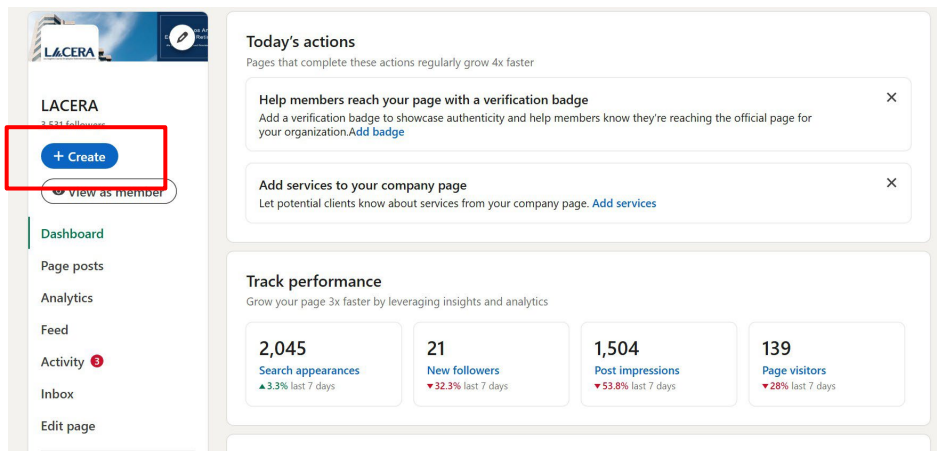 LACERA
LACERA
3,531 followers
+ Create
View as member
Dashboard
Page posts
Analytics
Feed
Activity 3
Inbox
Edit page
Today's actions
Pages that complete these actions regularly grow 4x faster
Help members reach your page with a verification badge
Add a verification badge to showcase authenticity and help members know they're reaching the official page for
your organization.Add badge
Add services to your company page
Let potential clients know about services from your company page. Add services
Track performance
Grow your page 3x faster by leveraging insights and analytics
2,045
Search appearances
▲3.3% last 7 days
21
New followers
▼32.3% last 7 days
1,504
Post impressions
▼53.8% last 7 days
139
Page visitors
▼28% last 7 days